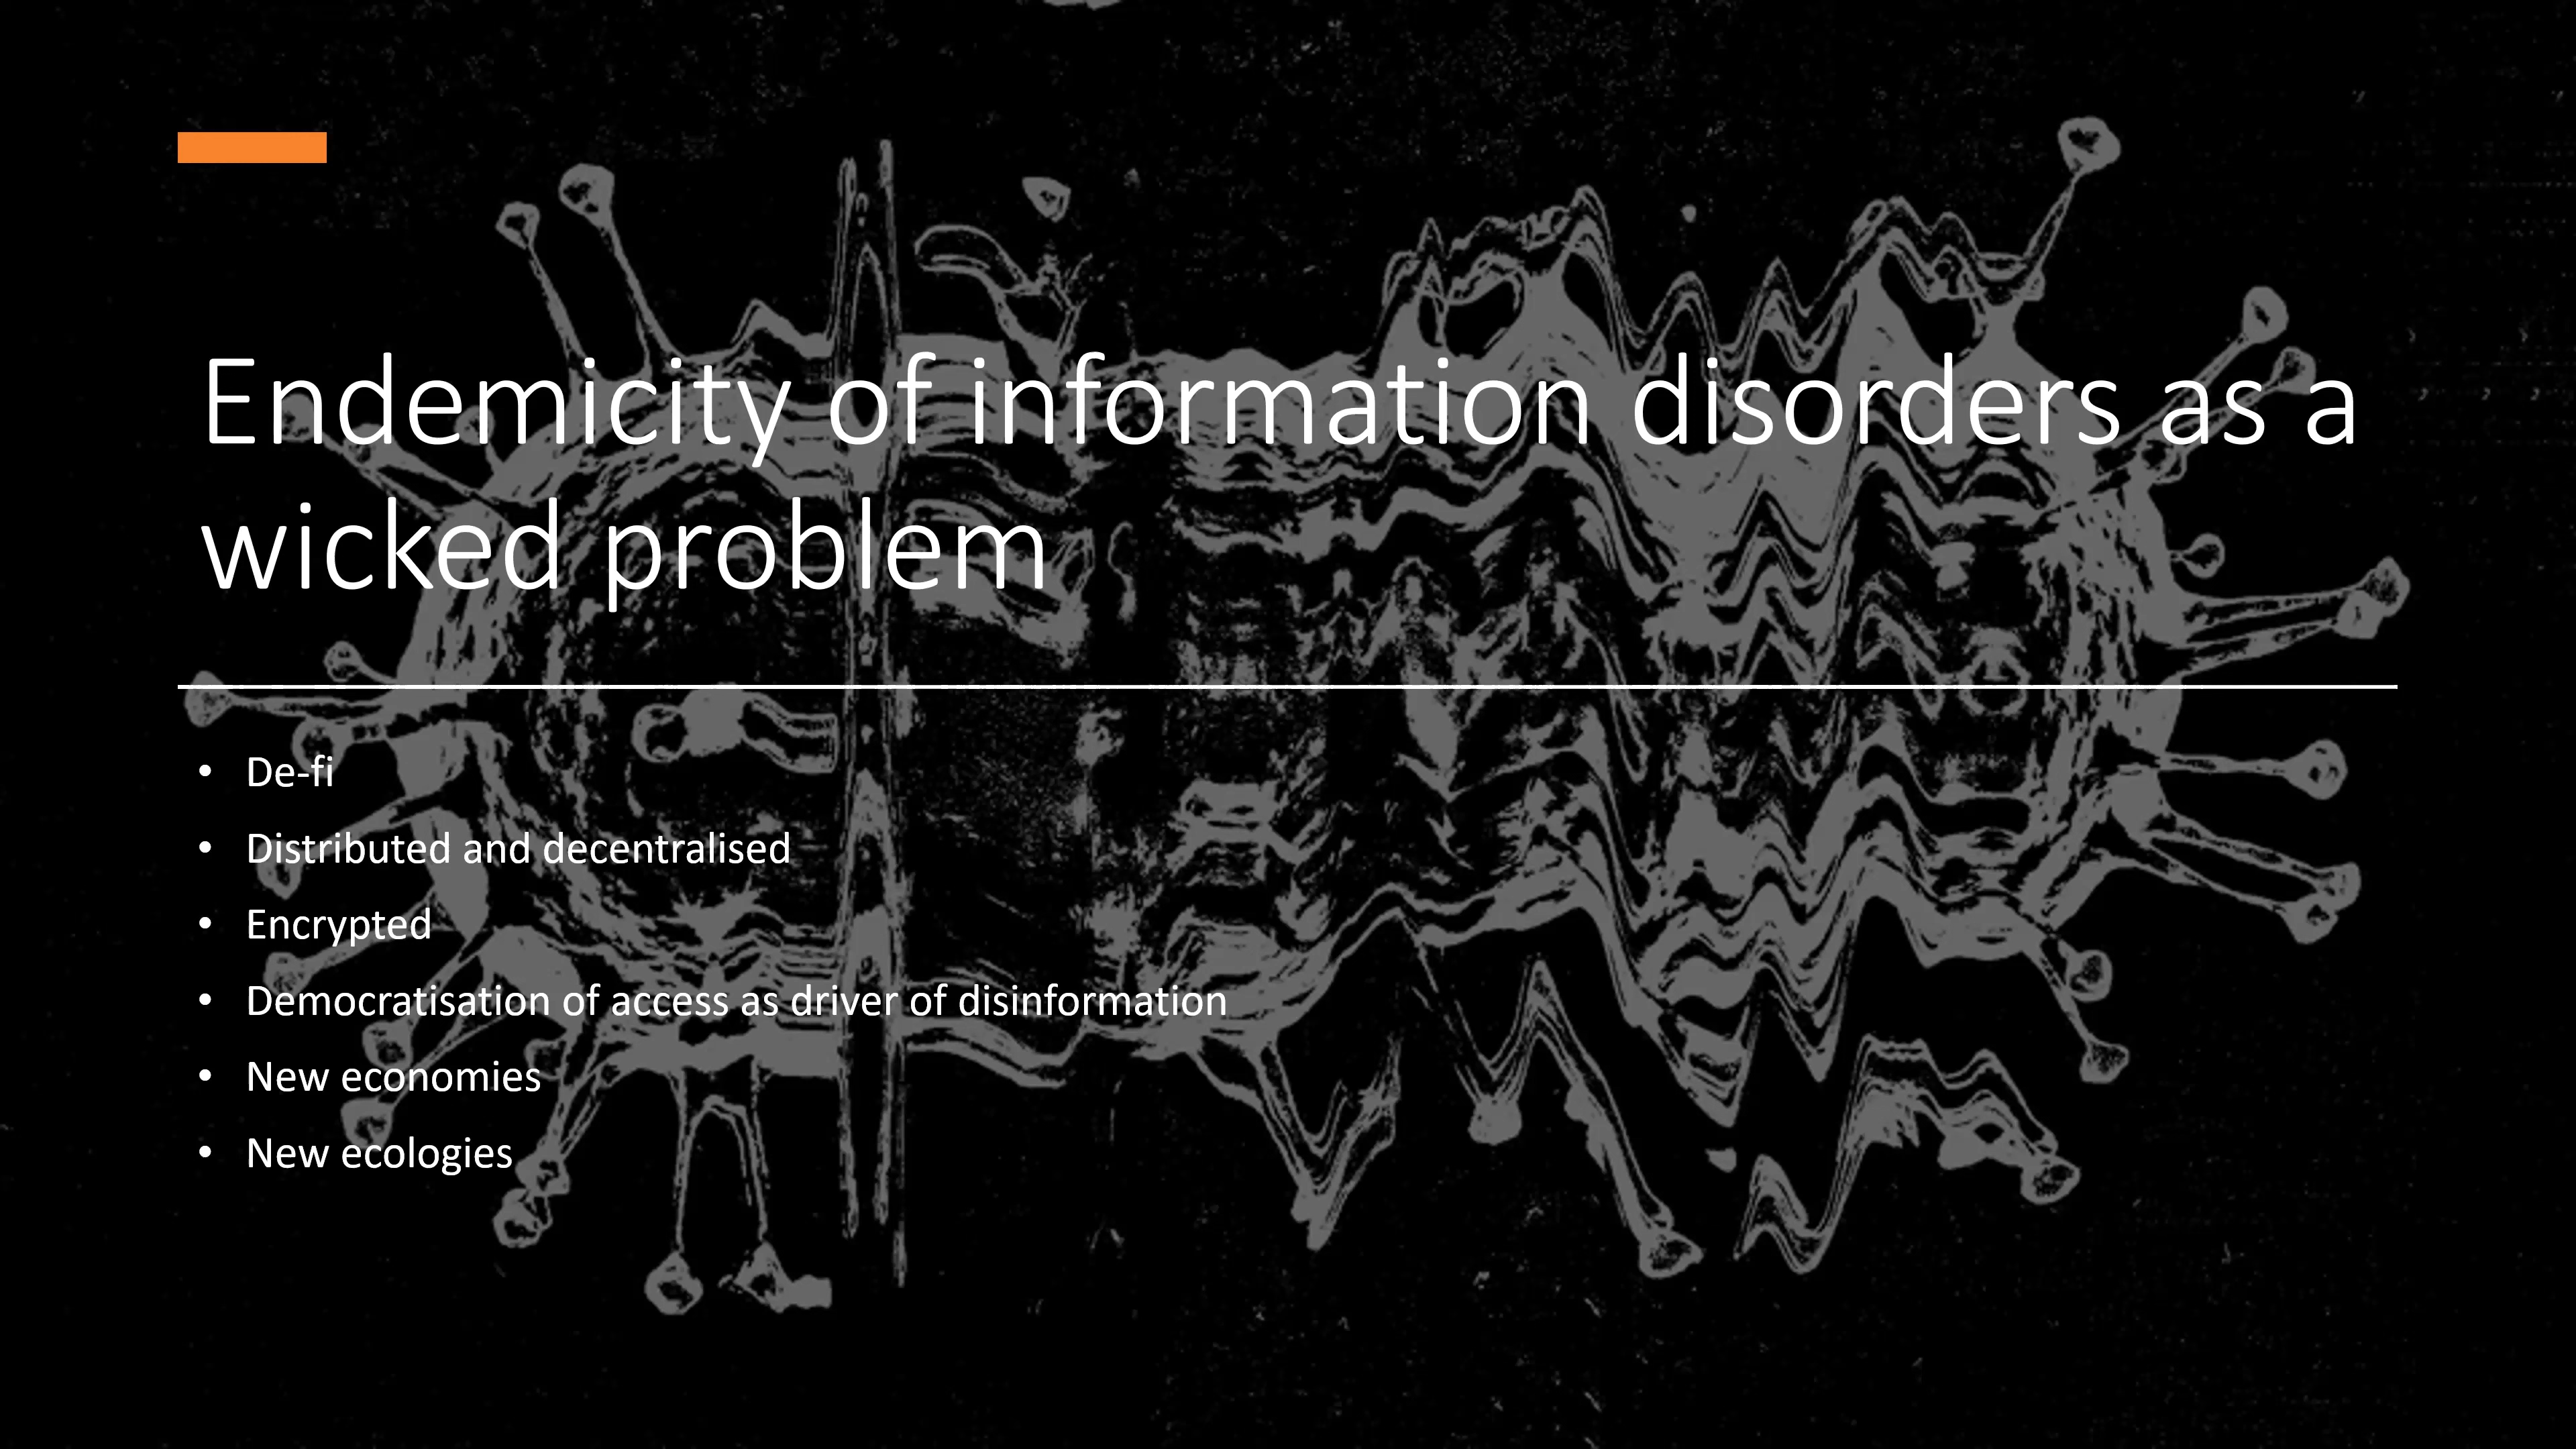 Endemicity of information disorders as a
wicked problem
• De-fi
• Distributed and decentralised
• Encrypted
• Democratisation of access as driver of disinformation
• New economies
• New ecologies